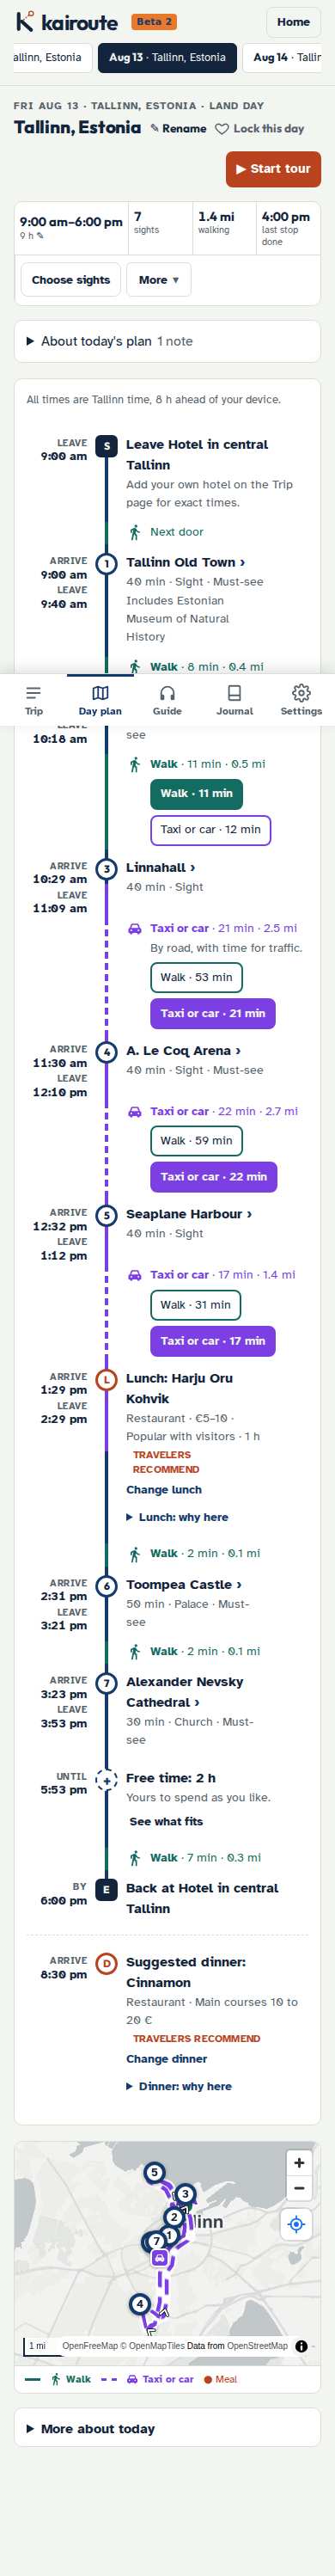 kairoute Beta 2 Home
allinn, Estonia Aug 13 · Tallinn, Estonia Aug 14 · Tallin
FRI AUG 13 · TALLINN, ESTONIA · LAND DAY
Tallinn, Estonia ✎ Rename Lock this day
▶ Start tour
9:00 am–6:00 pm 7 1.4 mi 4:00 pm
9 h ✎ sights walking last stop
done
Choose sights More ▼
▶ About today's plan 1 note
All times are Tallinn time, 8 h ahead of your device.
LEAVE S Leave Hotel in central
9:00 am Tallinn
Add your own hotel on the Trip
page for exact times.
Next door
ARRIVE 1 Tallinn Old Town ›
9:00 am 40 min · Sight · Must-see
LEAVE Includes Estonian
9:40 am Museum of Natural
History
Walk · 8 min · 0.4 mi
Trip Day plan Guide Journal Settings
LEAVE
10:18 am see
Walk · 11 min · 0.5 mi
Walk · 11 min
Taxi or car · 12 min
ARRIVE 3 Linnahall ›
10:29 am 40 min · Sight
LEAVE
11:09 am
Taxi or car · 21 min · 2.5 mi
By road, with time for traffic.
Walk · 53 min
Taxi or car · 21 min
ARRIVE 4 A. Le Coq Arena ›
11:30 am 40 min · Sight · Must-see
LEAVE
12:10 pm
Taxi or car · 22 min · 2.7 mi
Walk · 59 min
Taxi or car · 22 min
ARRIVE 5 Seaplane Harbour ›
12:32 pm 40 min · Sight
LEAVE
1:12 pm
Taxi or car · 17 min · 1.4 mi
Walk · 31 min
Taxi or car · 17 min
ARRIVE L Lunch: Harju Oru
1:29 pm Kohvik
LEAVE Restaurant · €5–10 ·
2:29 pm Popular with visitors · 1 h
TRAVELERS
RECOMMEND
Change lunch
▶ Lunch: why here
Walk · 2 min · 0.1 mi
ARRIVE 6 Toompea Castle ›
2:31 pm 50 min · Palace · Must-
LEAVE see
3:21 pm
Walk · 2 min · 0.1 mi
ARRIVE 7 Alexander Nevsky
3:23 pm Cathedral ›
LEAVE 30 min · Church · Must-
3:53 pm see
UNTIL + Free time: 2 h
5:53 pm Yours to spend as you like.
See what fits
Walk · 7 min · 0.3 mi
BY E Back at Hotel in central
6:00 pm Tallinn
ARRIVE D Suggested dinner:
6:30 pm Cinnamon
Restaurant · Main courses 10 to
20 €
TRAVELERS RECOMMEND
Change dinner
▶ Dinner: why here
5 +
3 −
2 linn
1
7
4
1 mi OpenFreeMap © OpenMapTiles Data from OpenStreetMap
Walk Taxi or car Meal
▶ More about today